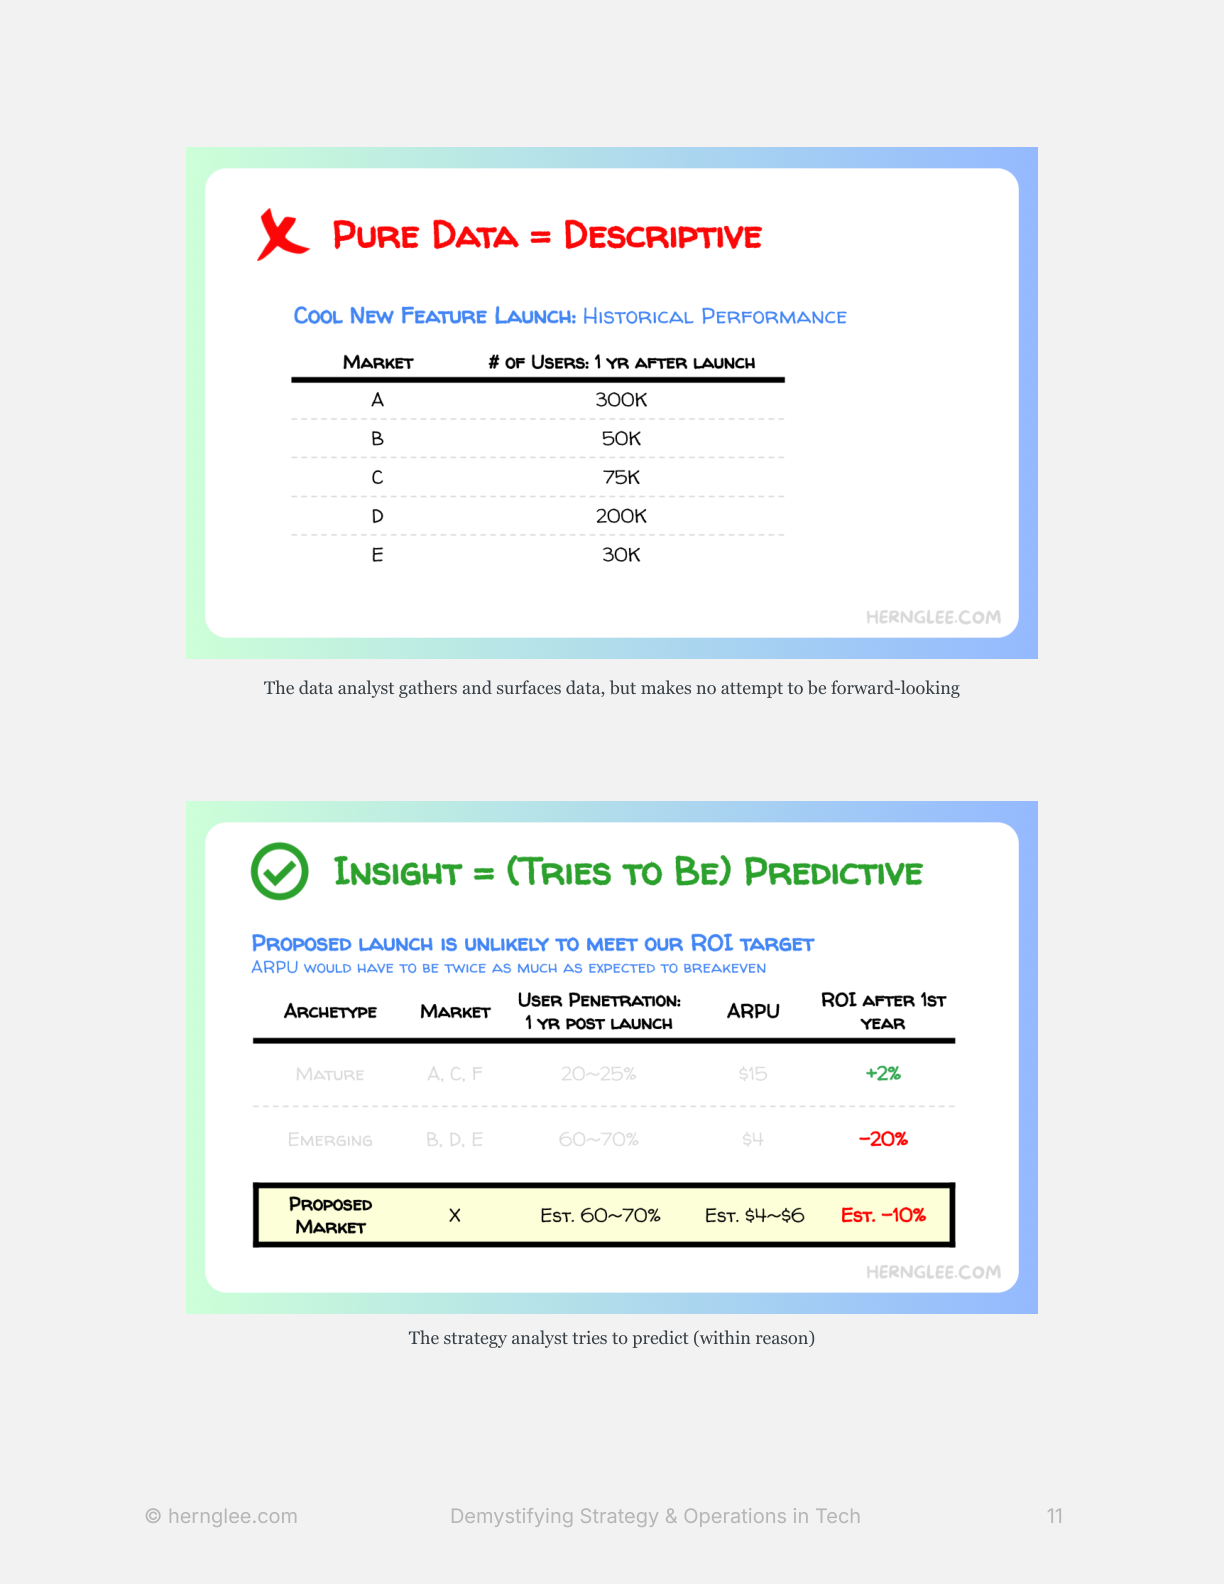 Pure Data = Descriptive
Cool New Feature Launch: Historical Performance
Market # of Users: 1 yr after launch
A 300K
B 50K
C 75K
D 200K
E 30K
HERNGLEE.COM
The data analyst gathers and surfaces data, but makes no attempt to be forward-looking
Insight = (Tries to Be) Predictive
Proposed launch is unlikely to meet our ROI target
ARPU would have to be twice as much as expected to breakeven
Archetype Market User Penetration: 1 yr post launch ARPU ROI after 1st year
Mature A, C, F 20~25% $15 +2%
Emerging B, D, E 60~70% $4 -20%
Proposed Market X Est. 60~70% Est. $4~$6 Est. -10%
HERNGLEE.COM
The strategy analyst tries to predict (within reason)
© hernglee.com Demystifying Strategy & Operations in Tech 11